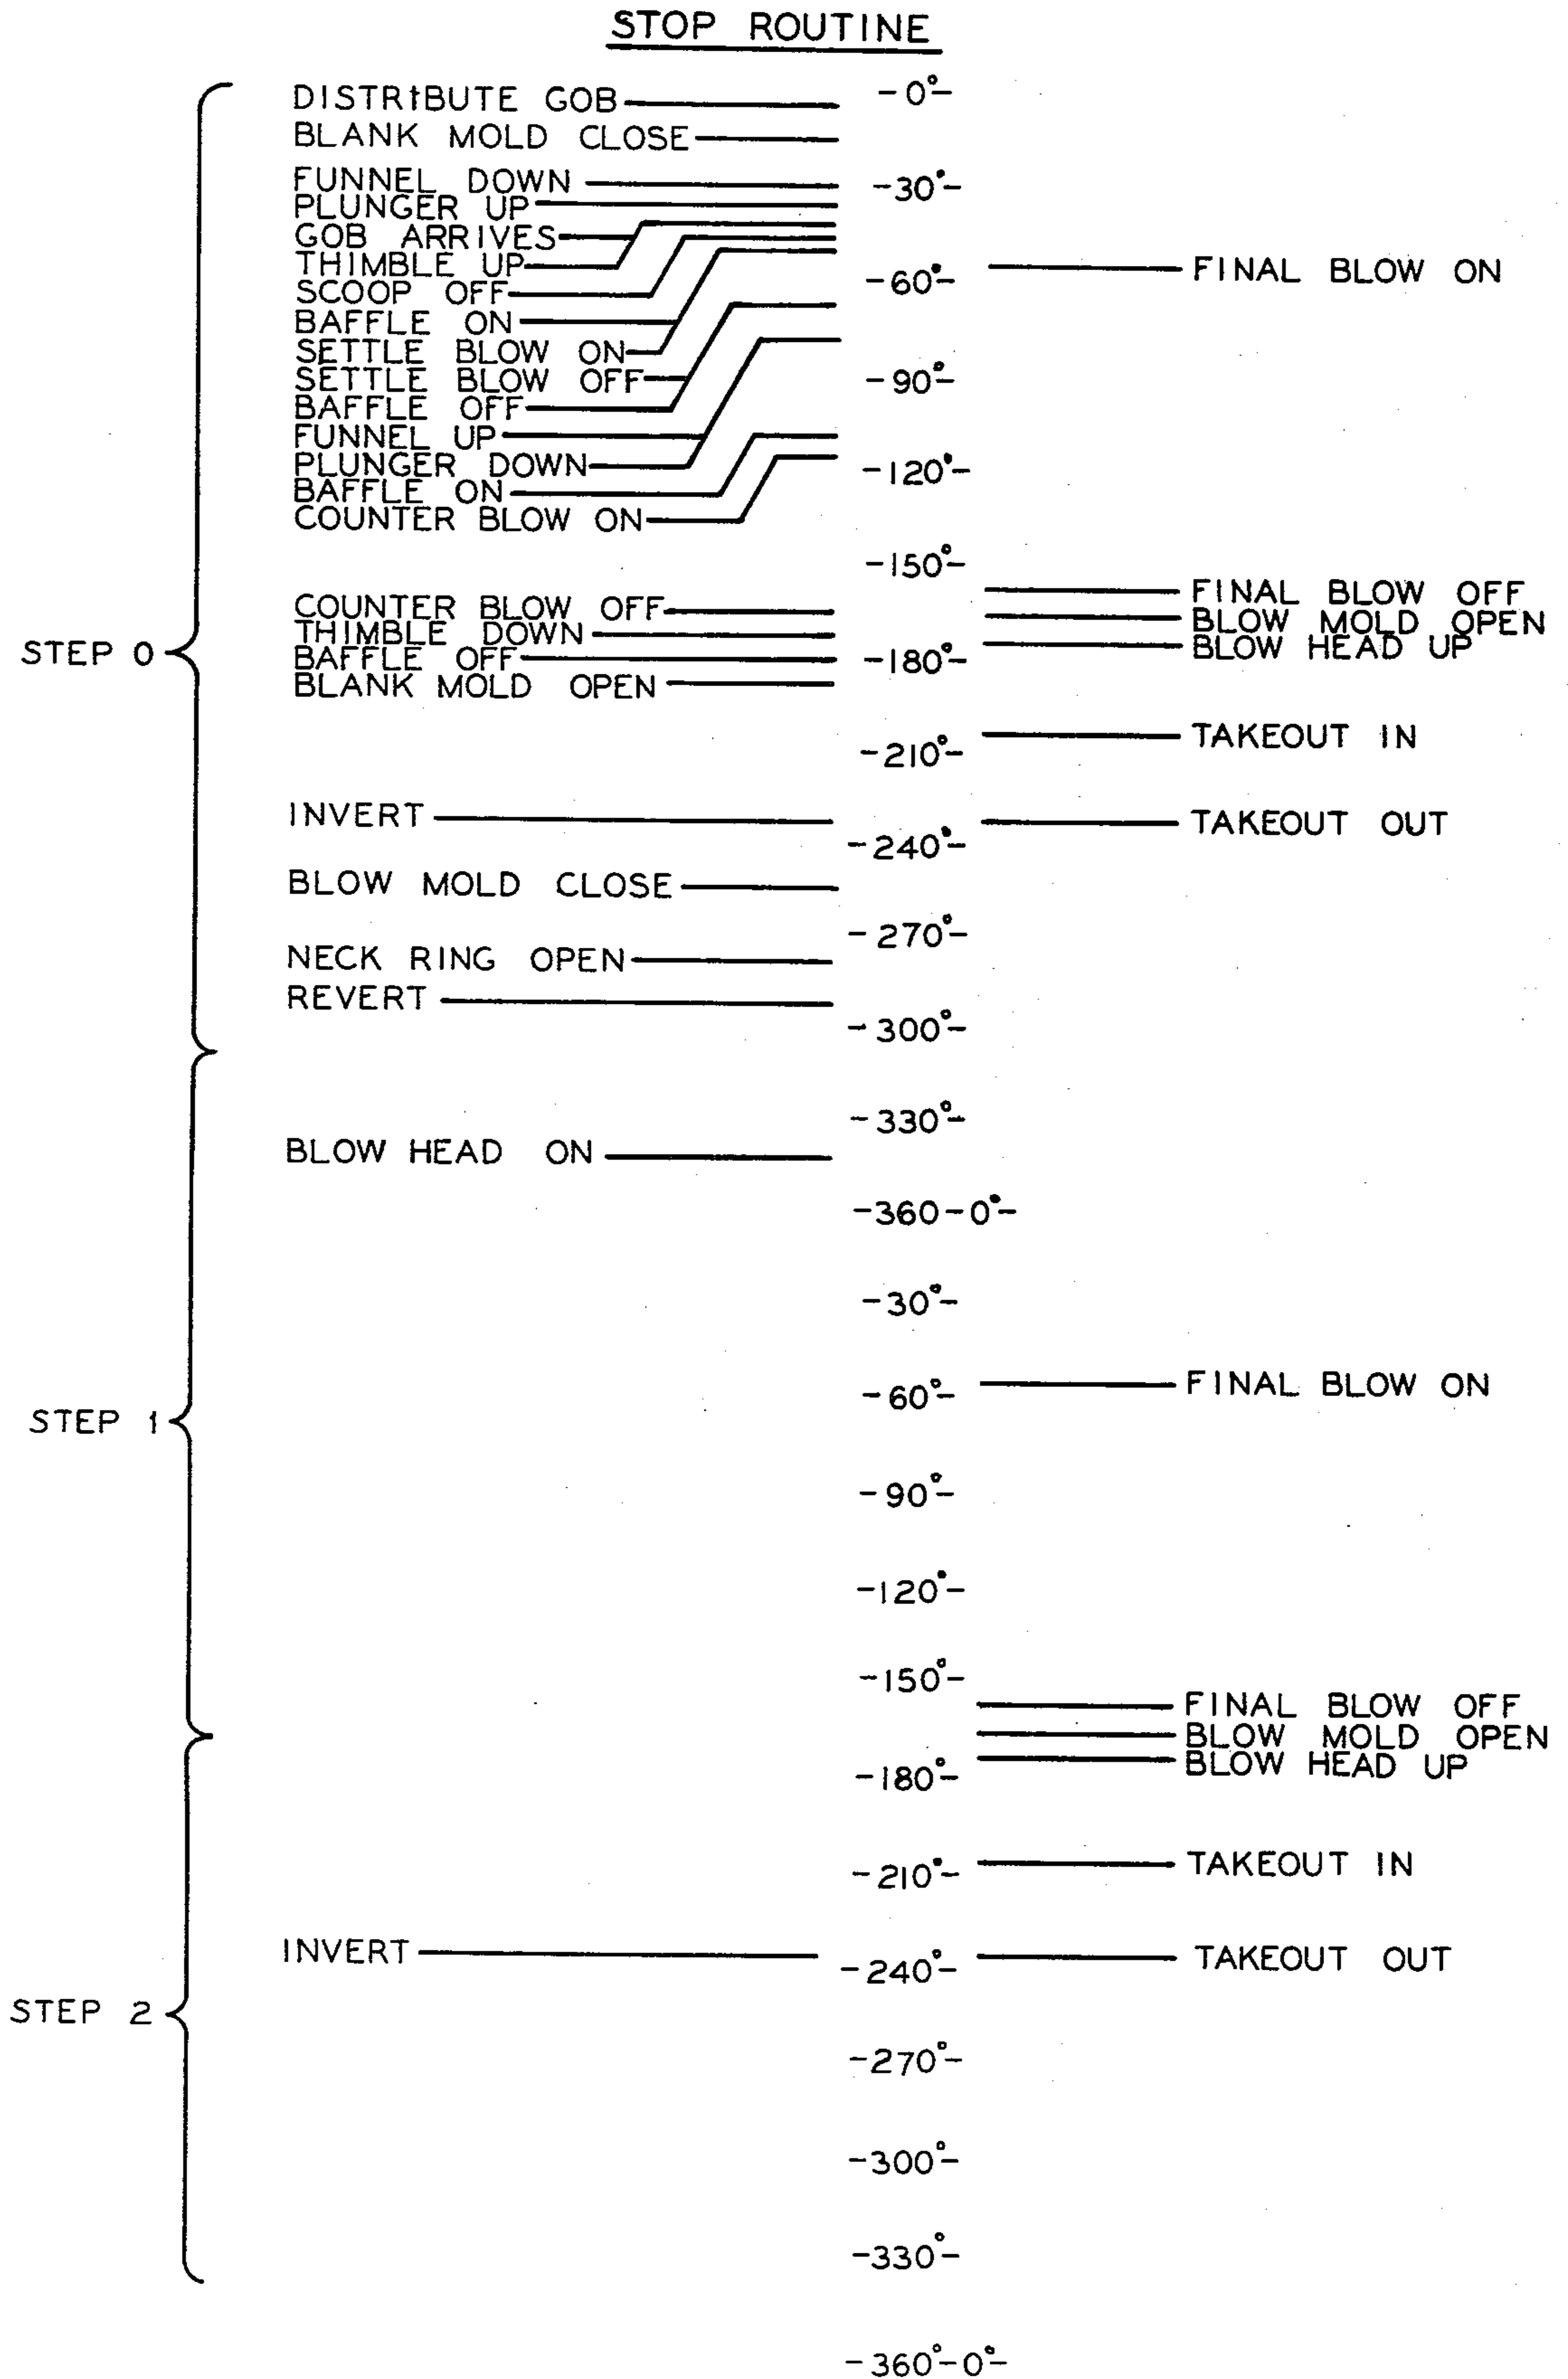 STOP ROUTINE
DISTRIBUTE GOB
-0°-
BLANK MOLD CLOSE
FUNNEL DOWN
-30°-
PLUNGER UP
GOB ARRIVES
THIMBLE UP
SCOOP OFF
-60°-
FINAL BLOW ON
BAFFLE ON
SETTLE BLOW ON
SETTLE BLOW OFF
-90°-
BAFFLE OFF
FUNNEL UP
PLUNGER DOWN
-120°-
BAFFLE ON
COUNTER BLOW ON
-150°-
FINAL BLOW OFF
COUNTER BLOW OFF
BLOW MOLD OPEN
THIMBLE DOWN
BLOW HEAD UP
STEP 0
BAFFLE OFF
-180°-
BLANK MOLD OPEN
TAKEOUT IN
-210°-
INVERT
TAKEOUT OUT
-240°-
BLOW MOLD CLOSE
-270°-
NECK RING OPEN
REVERT
-300°-
-330°-
BLOW HEAD ON
-360-0°-
-30°-
-60°-
FINAL BLOW ON
STEP 1
-90°-
-120°-
-150°-
FINAL BLOW OFF
BLOW MOLD OPEN
BLOW HEAD UP
-180°-
-210°-
TAKEOUT IN
INVERT
-240°-
TAKEOUT OUT
STEP 2
-270°-
-300°-
-330°-
-360°-0°-